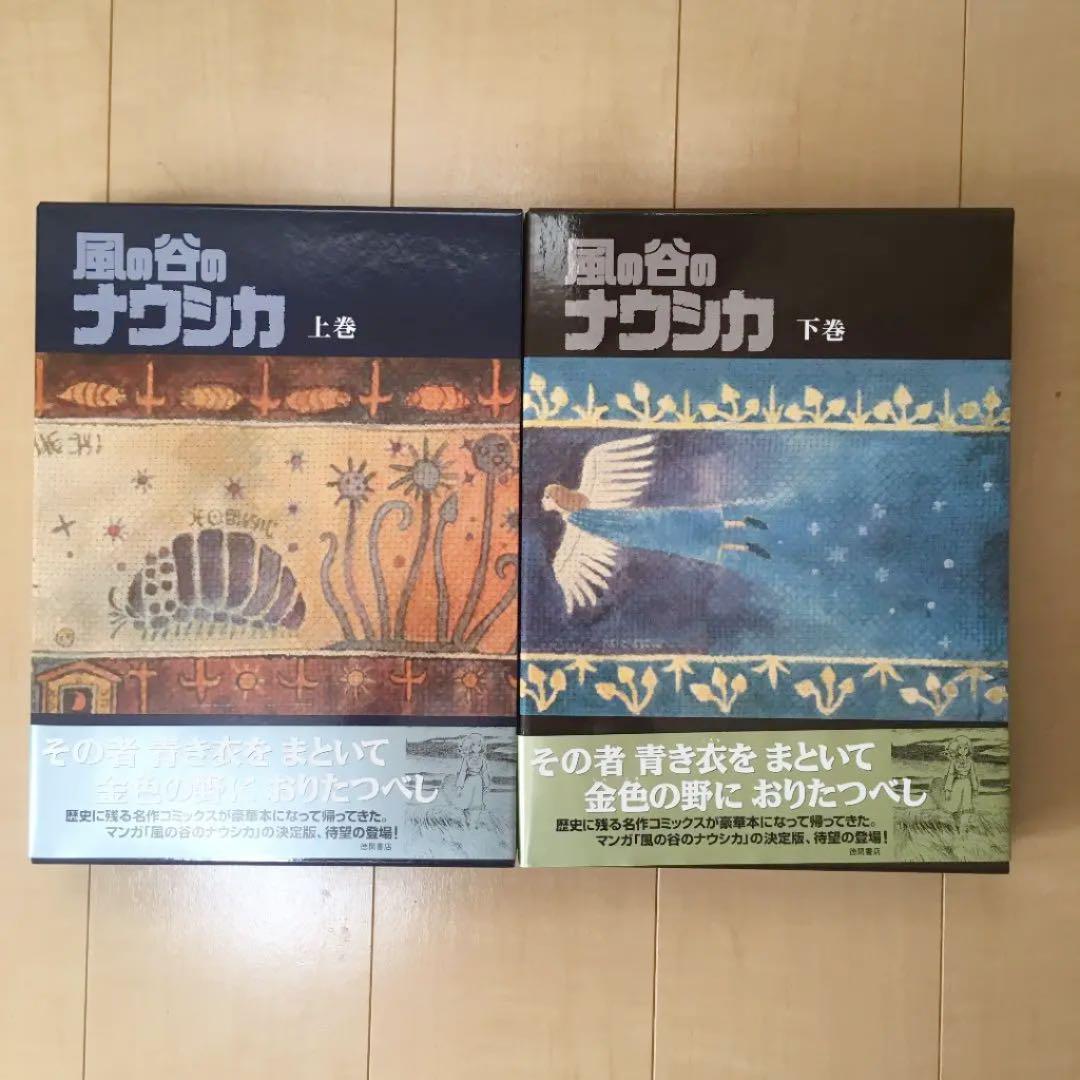 風の谷の
ナウシカ 上巻
その者 青き衣を まといて
金色の野に おりたつべし
歴史に残る名作コミックスが豪華本になって帰ってきた。
マンガ「風の谷のナウシカ」の決定版、待望の登場!
徳間書店
風の谷の
ナウシカ 下巻
その者 青き衣を まといて
金色の野に おりたつべし
歴史に残る名作コミックスが豪華本になって帰ってきた。
マンガ「風の谷のナウシカ」の決定版、待望の登場!
徳間書店